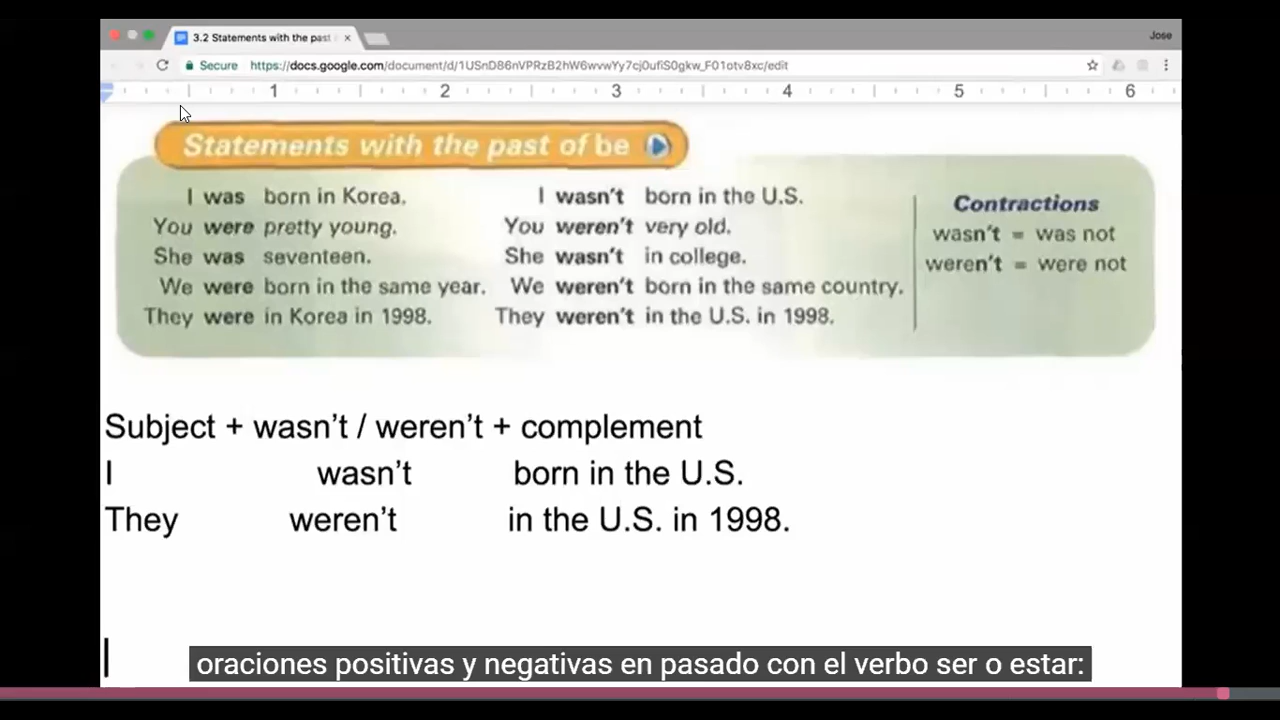 3.2 Statements with the past
Jose
Secure https://docs.google.com/document/d/1USnD86nVPRzB2hW6wvwYy7cj0ufiS0gkw_F01otv8xc/edit
1 2 3 4 5 6
Statements with the past of be
I was born in Korea.
You were pretty young.
She was seventeen.
We were born in the same year.
They were in Korea in 1998.
I wasn't born in the U.S.
You weren't very old.
She wasn't in college.
We weren't born in the same country.
They weren't in the U.S. in 1998.
Contractions
wasn't = was not
weren't = were not
Subject + wasn't / weren't + complement
I wasn't born in the U.S.
They weren't in the U.S. in 1998.
oraciones positivas y negativas en pasado con el verbo ser o estar: